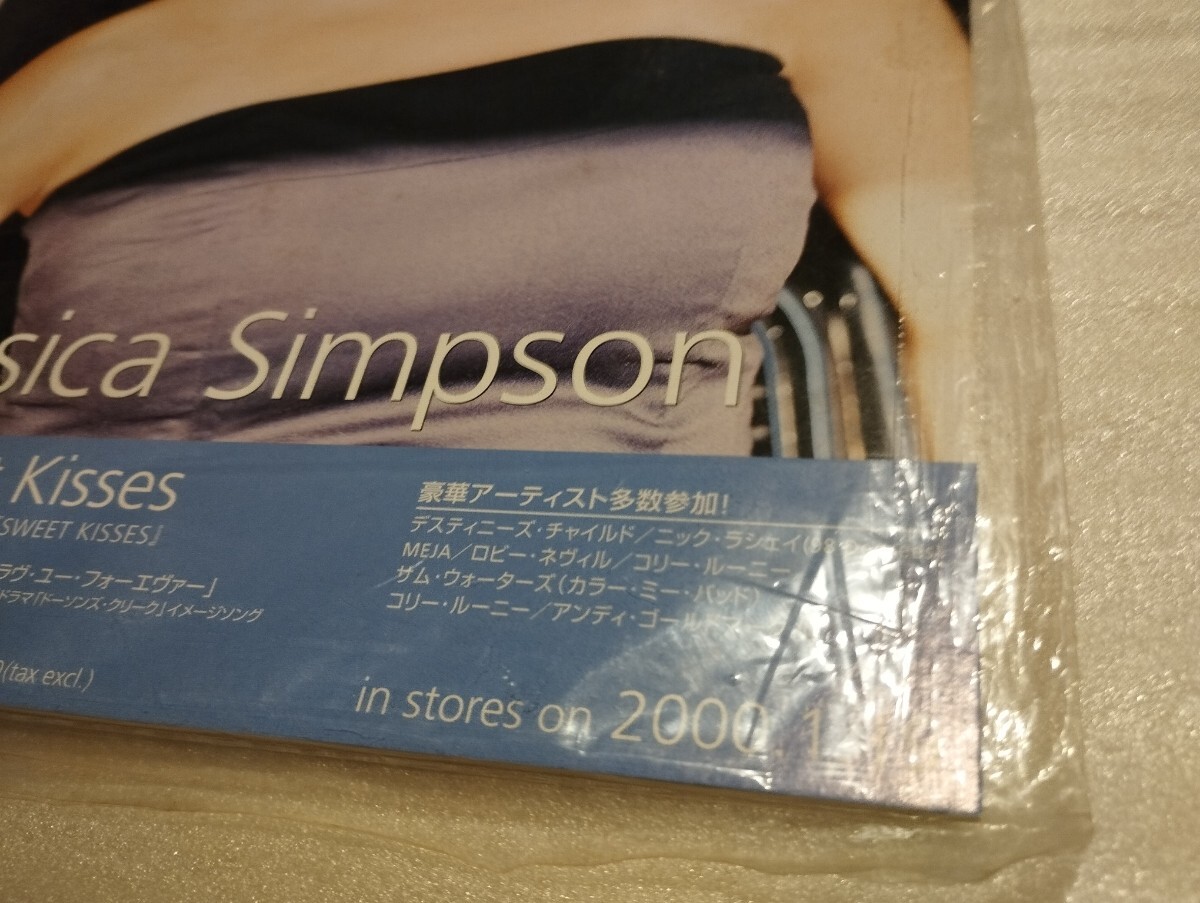 sica Simpson
t Kisses
SWEET KISSES』
ラヴ・ユー・フォーエヴァー」
ドラマ「ドーソンズ・クリーク」イメージソング
(tax excl.)
豪華アーティスト多数参加!
デスティニーズ・チャイルド/ニック・ラシェイ
MEJA/ロビー・ネヴィル/コリー・ルーニー
サム・ウォーターズ(カラー・ミー・バッド)
コリー・ルーニー/アンディ・ゴール
in stores on 2000.1